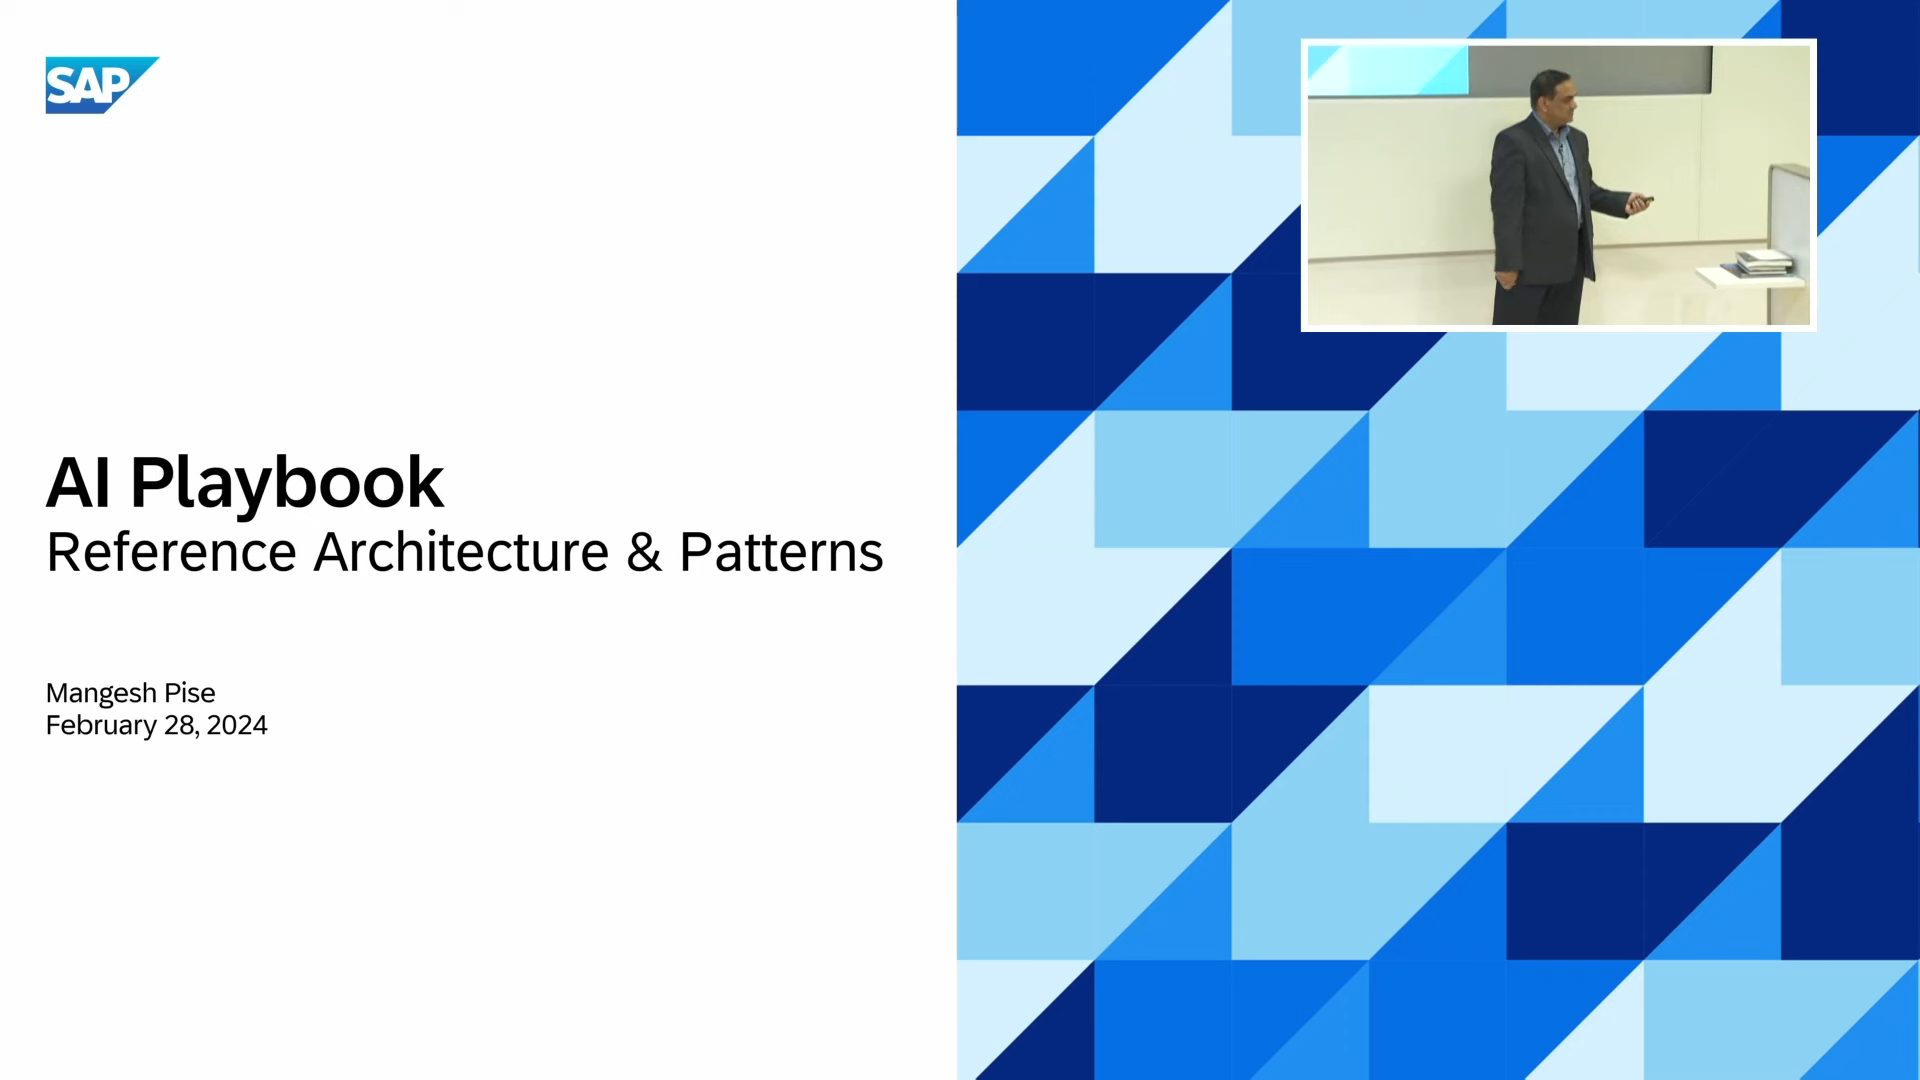 SAP
AI Playbook
Reference Architecture & Patterns
Mangesh Pise
February 28, 2024